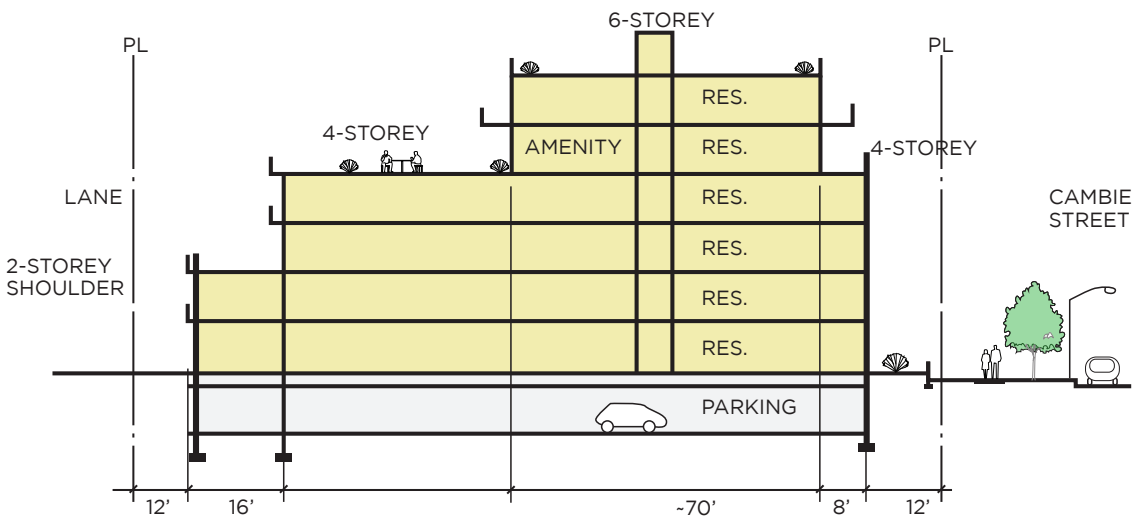 6-STOREY
PL
PL
RES.
4-STOREY
AMENITY
RES.
4-STOREY
LANE
RES.
CAMBIE
STREET
RES.
2-STOREY
SHOULDER
RES.
RES.
PARKING
12'
16'
~70'
8'
12'